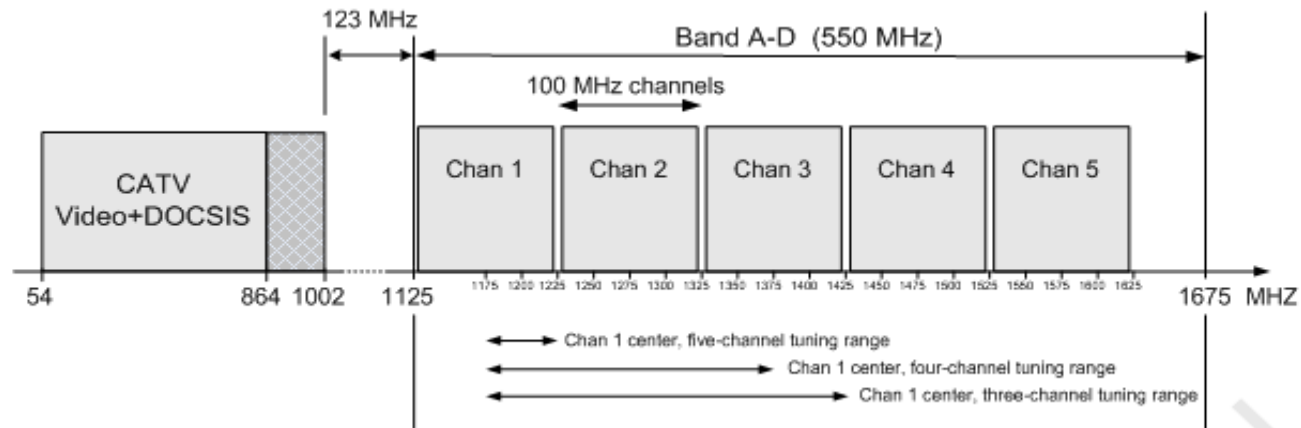 123 MHz
Band A-D (550 MHz)
100 MHz channels
CATV
Video+DOCSIS
Chan 1
Chan 2
Chan 3
Chan 4
Chan 5
54
864
1002
1125
1175 1200 1225 1250 1275 1300 1325 1350 1375 1400 1425 1450 1475 1500 1525 1550 1575 1600 1625
1675
MHZ
Chan 1 center, five-channel tuning range
Chan 1 center, four-channel tuning range
Chan 1 center, three-channel tuning range